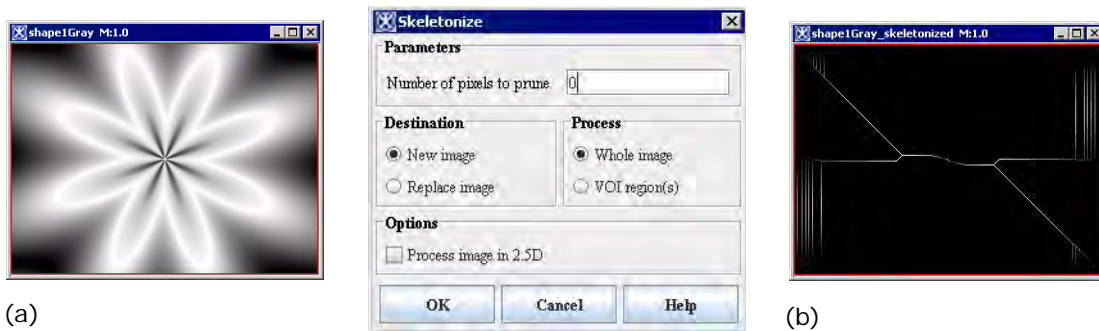 shape1Gray M:1.0
(a)
Skeletonize
Parameters
Number of pixels to prune 0
Destination
New image
Replace image
Process
Whole image
VOI region(s)
Options
Process image in 2.5D
OK Cancel Help
shape1Gray_skeletonized M:1.0
(b)